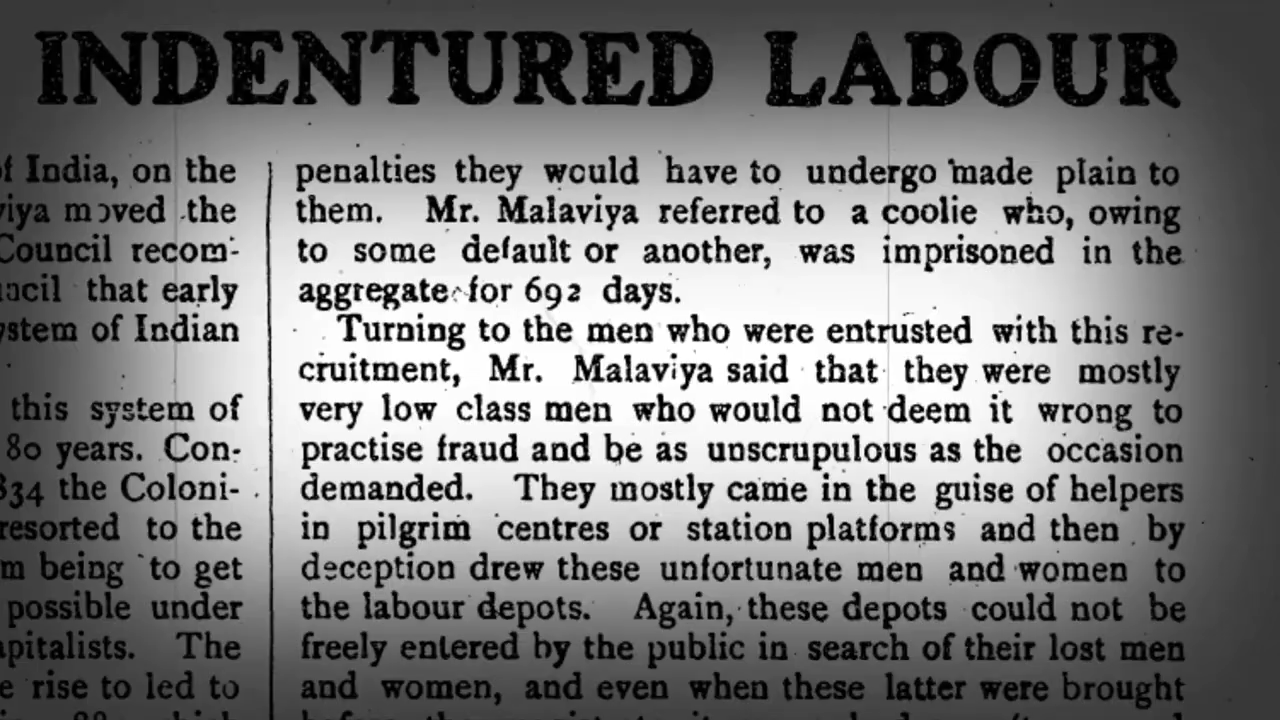 INDENTURED LABOUR
of India, on the
viya moved the
Council recom-
ncil that early
ystem of Indian
this system of
80 years. Con-
834 the Coloni-
resorted to the
m being to get
possible under
apitalists. The
e rise to led to
which
penalties they would have to undergo made plain to
them. Mr. Malaviya referred to a coolie who, owing
to some default or another, was imprisoned in the
aggregate for 692 days.
Turning to the men who were entrusted with this re-
cruitment, Mr. Malaviya said that they were mostly
very low class men who would not deem it wrong to
practise fraud and be as unscrupulous as the occasion
demanded. They mostly came in the guise of helpers
in pilgrim centres or station platforms and then by
deception drew these unfortunate men and women to
the labour depots. Again, these depots could not be
freely entered by the public in search of their lost men
and women, and even when these latter were brought